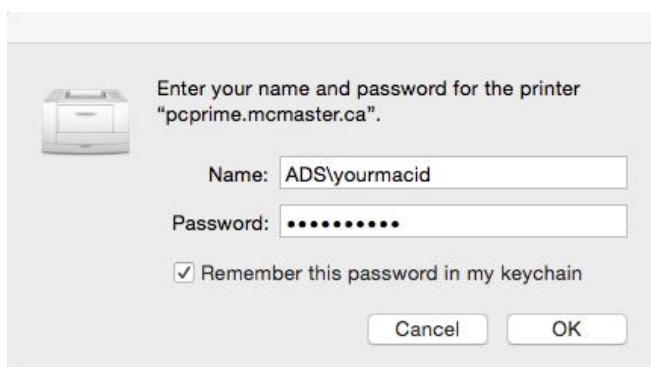 Enter your name and password for the printer
“pcprime.mcmaster.ca”.
Name: ADS\yourmacid
Password: ••••••••••
Remember this password in my keychain
Cancel OK